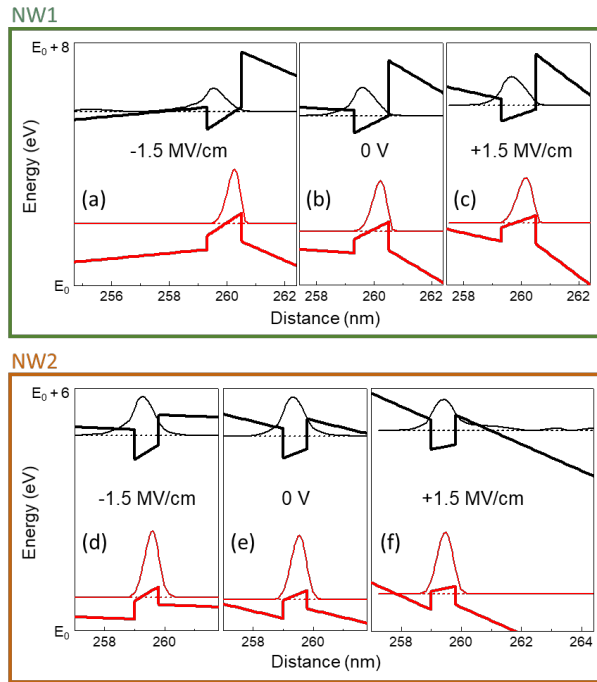 NW1
E₀ + 8
Energy (eV)
E₀
-1.5 MV/cm
0 V
+1.5 MV/cm
(a)
(b)
(c)
256 258 260 262
258 260 262
258 260 262
Distance (nm)
NW2
E₀ + 6
Energy (eV)
E₀
-1.5 MV/cm
0 V
+1.5 MV/cm
(d)
(e)
(f)
258 260
258 260
258 260 262 264
Distance (nm)